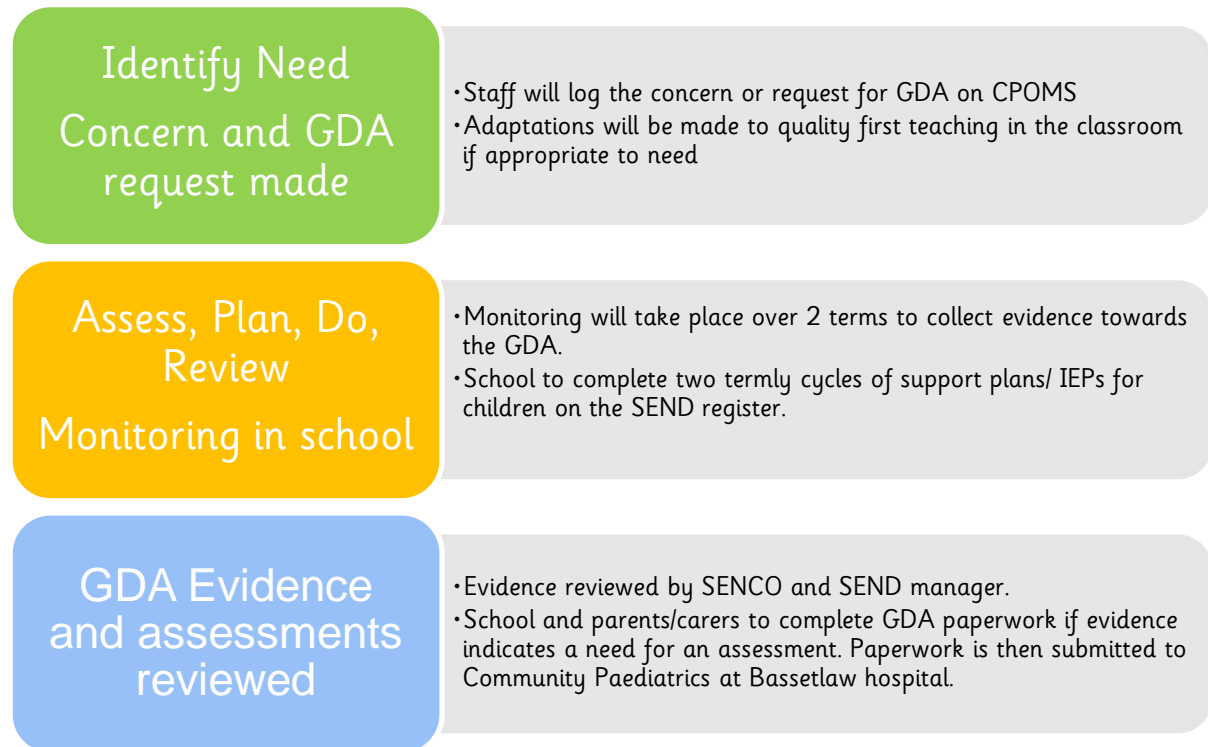 Identify Need
Concern and GDA
request made
•Staff will log the concern or request for GDA on CPOMS
•Adaptations will be made to quality first teaching in the classroom
if appropriate to need
Assess, Plan, Do,
Review
Monitoring in school
•Monitoring will take place over 2 terms to collect evidence towards
the GDA.
•School to complete two termly cycles of support plans/ IEPs for
children on the SEND register.
GDA Evidence
and assessments
reviewed
•Evidence reviewed by SENCO and SEND manager.
•School and parents/carers to complete GDA paperwork if evidence
indicates a need for an assessment. Paperwork is then submitted to
Community Paediatrics at Bassetlaw hospital.